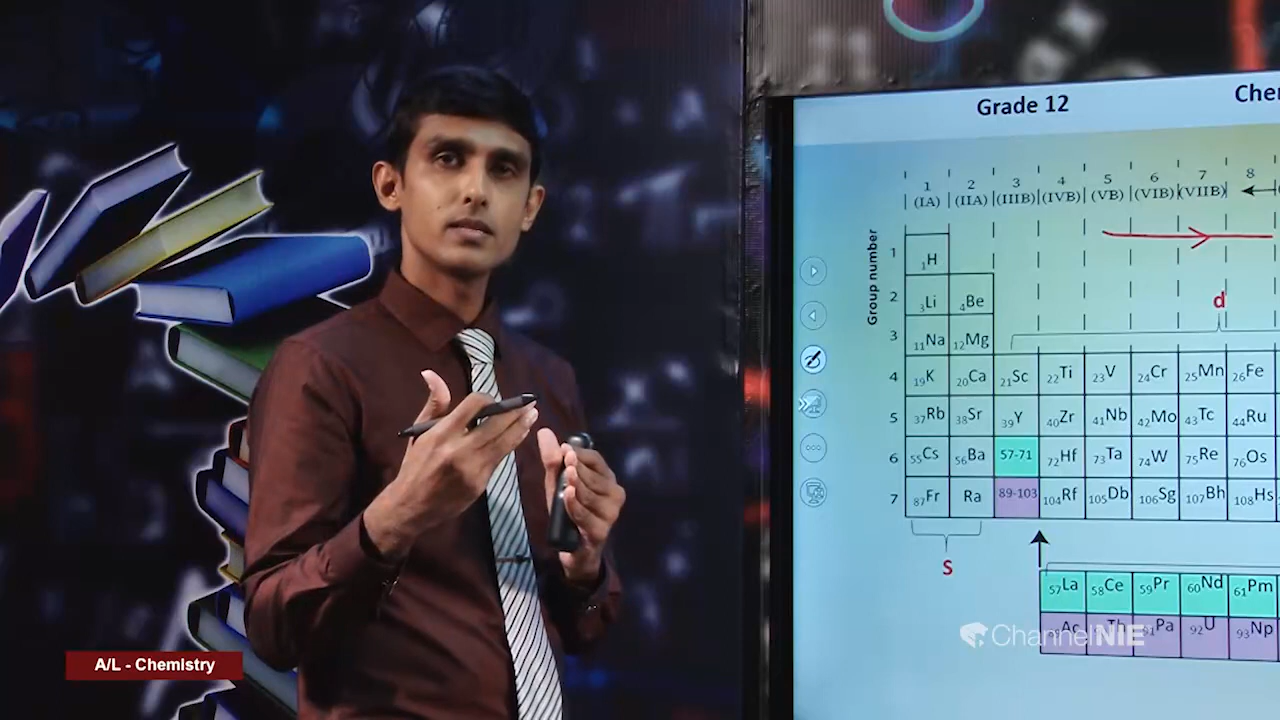 Grade 12
Che
1 2 3 4 5 6 7 8
(IA) (IIA) (IIIB) (IVB) (VB) (VIB) (VIIB)
Group number
1 1H
2 3Li 4Be
d
3 11Na 12Mg
4 19K 20Ca 21Sc 22Ti 23V 24Cr 25Mn 26Fe
5 37Rb 38Sr 39Y 40Zr 41Nb 42Mo 43Tc 44Ru
6 55Cs 56Ba 57-71 72Hf 73Ta 74W 75Re 76Os
7 87Fr Ra 89-103 104Rf 105Db 106Sg 107Bh 108Hs
s
57La 58Ce 59Pr 60Nd 61Pm
Ac Th 91Pa 92U 93Np
ChannelNIE
A/L - Chemistry